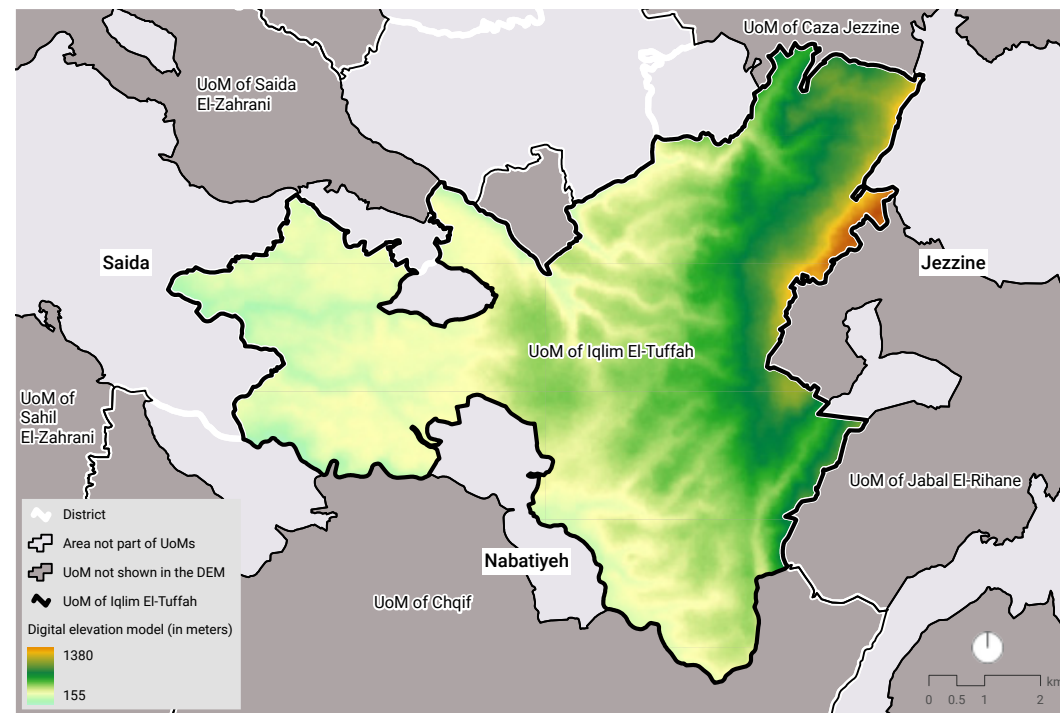 UoM of Caza Jezzine
UoM of Saida
El-Zahrani
Saida
Jezzine
UoM of Iqlim El-Tuffah
UoM of
Sahil
El-Zahrani
UoM of Jabal El-Rihane
Nabatiyeh
UoM of Chqif
District
Area not part of UoMs
UoM not shown in the DEM
UoM of Iqlim El-Tuffah
Digital elevation model (in meters)
1380
155
km
0 0.5 1 2